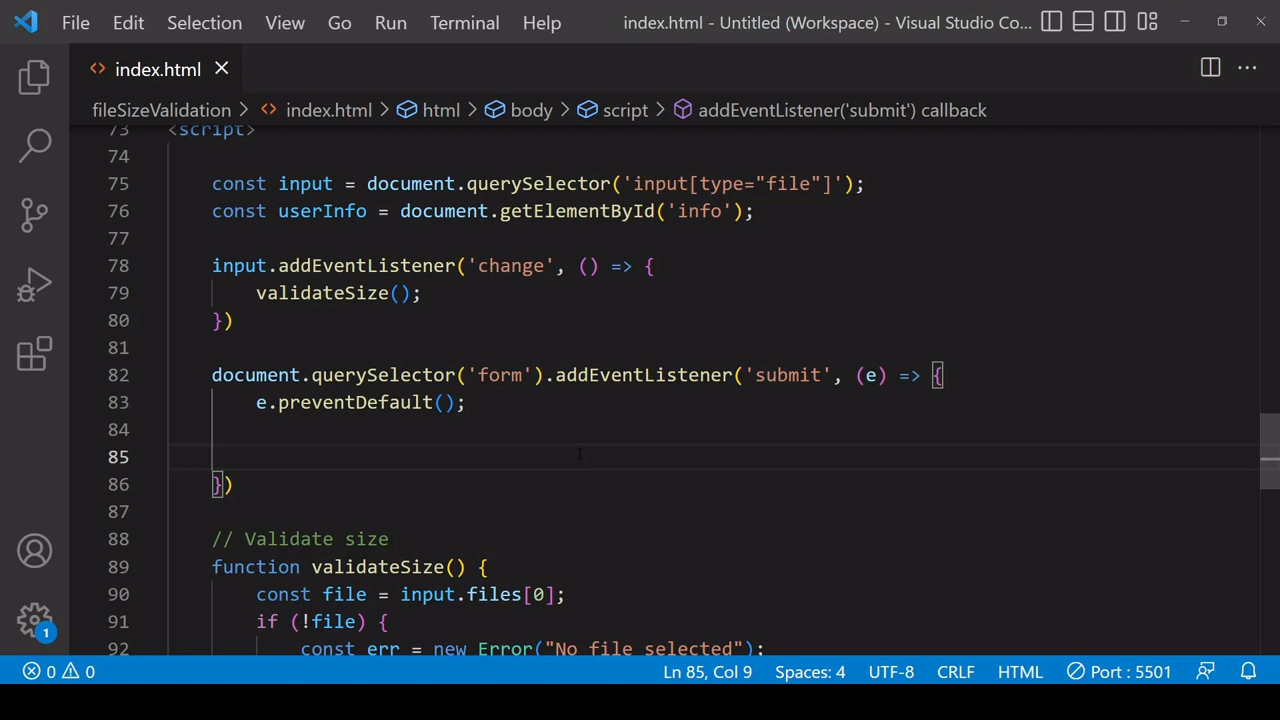 File Edit Selection View Go Run Terminal Help index.html - Untitled (Workspace) - Visual Studio Co...
index.html
fileSizeValidation > index.html > html > body > script > addEventListener('submit') callback
73 <script>
74
75 const input = document.querySelector('input[type="file"]');
76 const userInfo = document.getElementById('info');
77
78 input.addEventListener('change', () => {
79 validateSize();
80 })
81
82 document.querySelector('form').addEventListener('submit', (e) => {
83 e.preventDefault();
84
85
86 })
87
88 // Validate size
89 function validateSize() {
90 const file = input.files[0];
91 if (!file) {
92 const err = new Error("No file selected");
1 0 0 Ln 85, Col 9 Spaces: 4 UTF-8 CRLF HTML Port : 5501